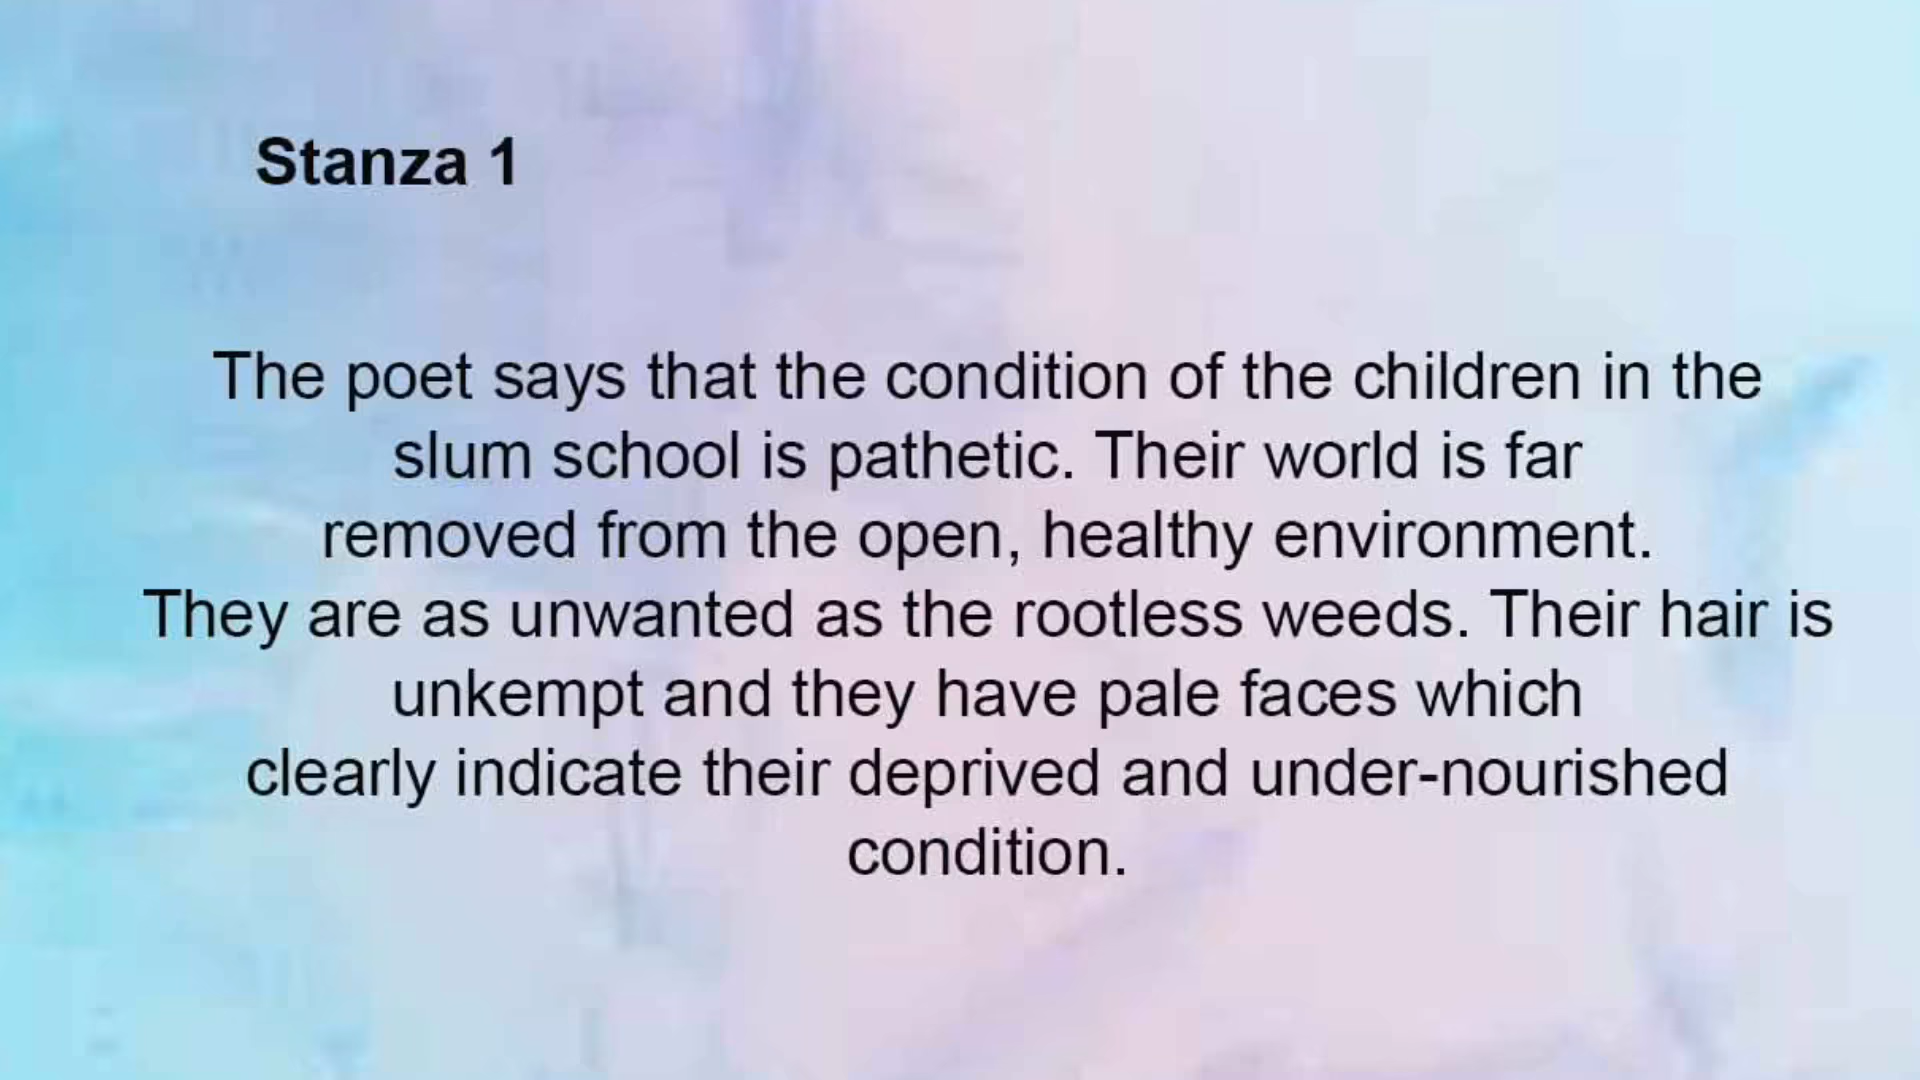 Stanza 1
The poet says that the condition of the children in the
slum school is pathetic. Their world is far
removed from the open, healthy environment.
They are as unwanted as the rootless weeds. Their hair is
unkempt and they have pale faces which
clearly indicate their deprived and under-nourished
condition.